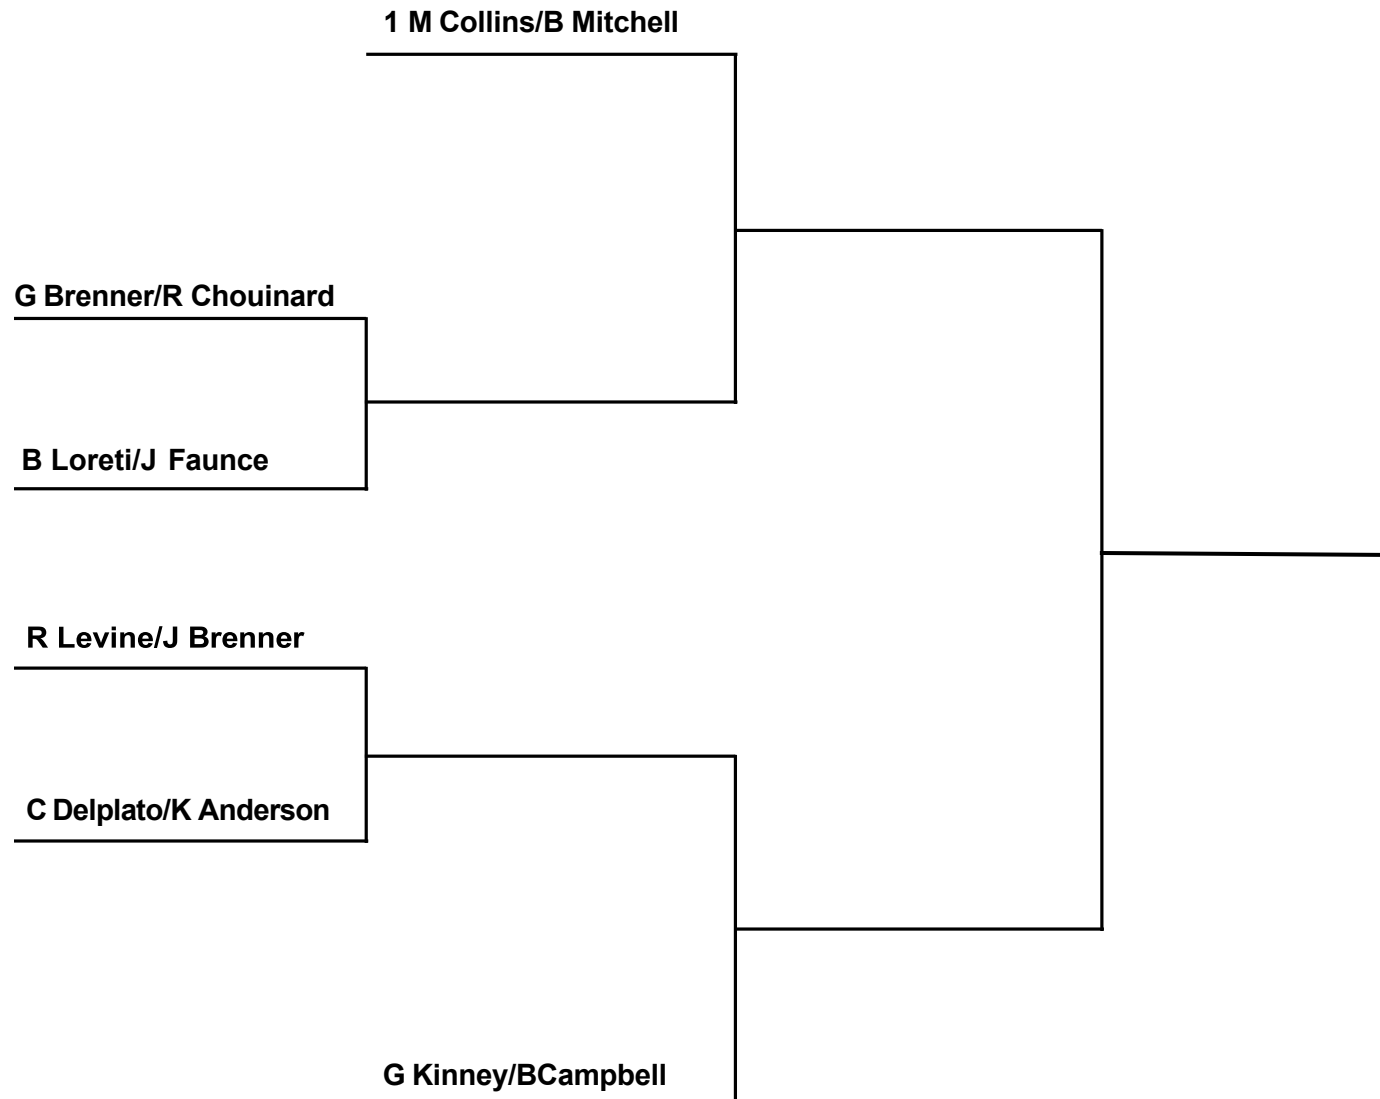 1 M Collins/B Mitchell
G Brenner/R Chouinard
B Loreti/J Faunce
R Levine/J Brenner
C Delplato/K Anderson
G Kinney/BCampbell